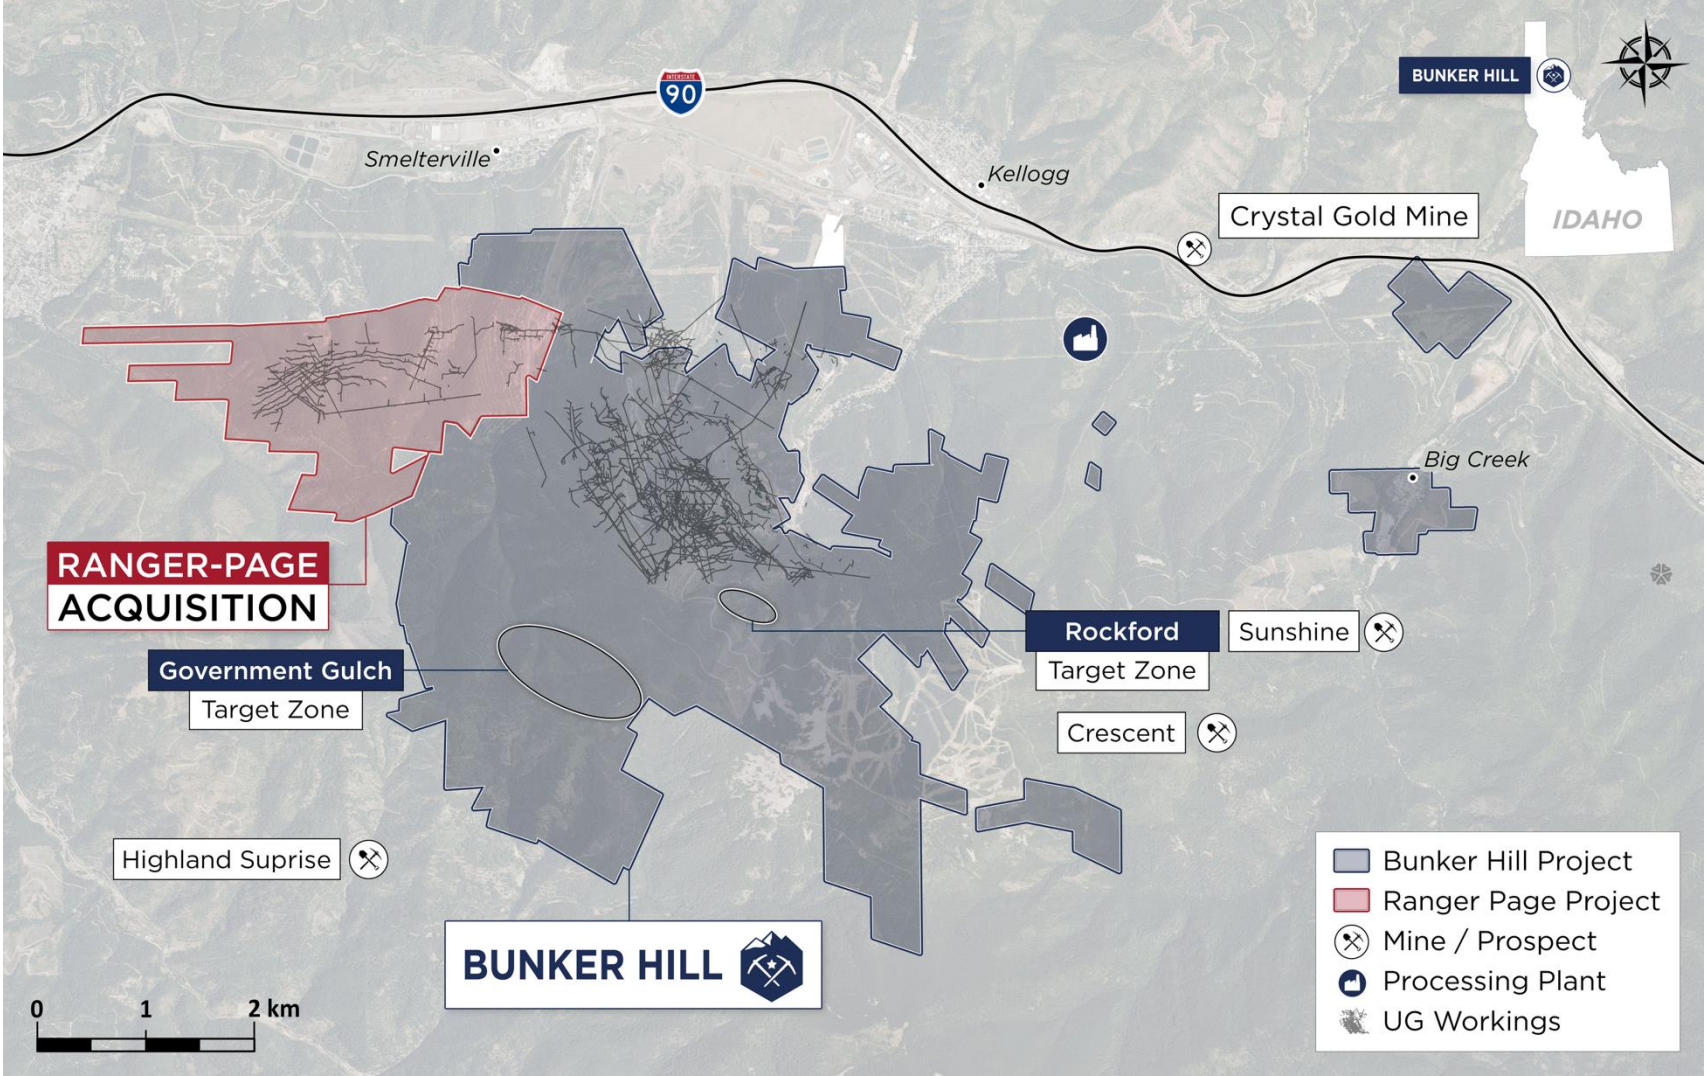 INTERSTATE
90
BUNKER HILL
IDAHO
Smelterville
Kellogg
Crystal Gold Mine
Big Creek
RANGER-PAGE
ACQUISITION
Rockford
Target Zone
Sunshine
Government Gulch
Target Zone
Crescent
Highland Suprise
BUNKER HILL
Bunker Hill Project
Ranger Page Project
Mine / Prospect
Processing Plant
UG Workings
0 1 2 km